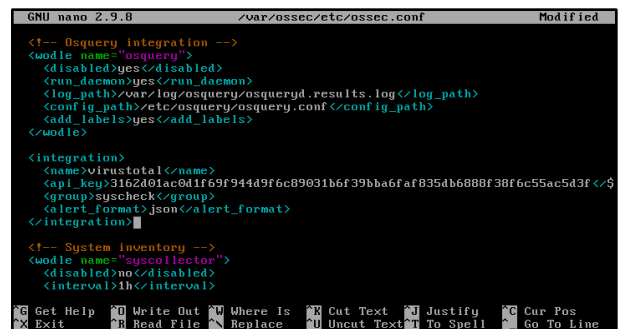 GNU nano 2.9.8 /var/ossec/etc/ossec.conf Modified
<!-- Osquery integration -->
<wodle name="osquery">
<disabled>yes</disabled>
<run_daemon>yes</run_daemon>
<log_path>/var/log/osquery/osqueryd.results.log</log_path>
<config_path>/etc/osquery/osquery.conf</config_path>
<add_labels>yes</add_labels>
</wodle>
<integration>
<name>virustotal</name>
<api_key>3162d01ac0d1f69f944d9f6c89031b6f39bba6faf835db6888f38f6c55ac5d3f</$
<group>syscheck</group>
<alert_format>json</alert_format>
</integration>
<!-- System inventory -->
<wodle name="syscollector">
<disabled>no</disabled>
<interval>1h</interval>
^G Get Help ^O Write Out ^W Where Is ^K Cut Text ^J Justify ^C Cur Pos
^X Exit ^R Read File ^\ Replace ^U Uncut Text ^T To Spell ^_ Go To Line